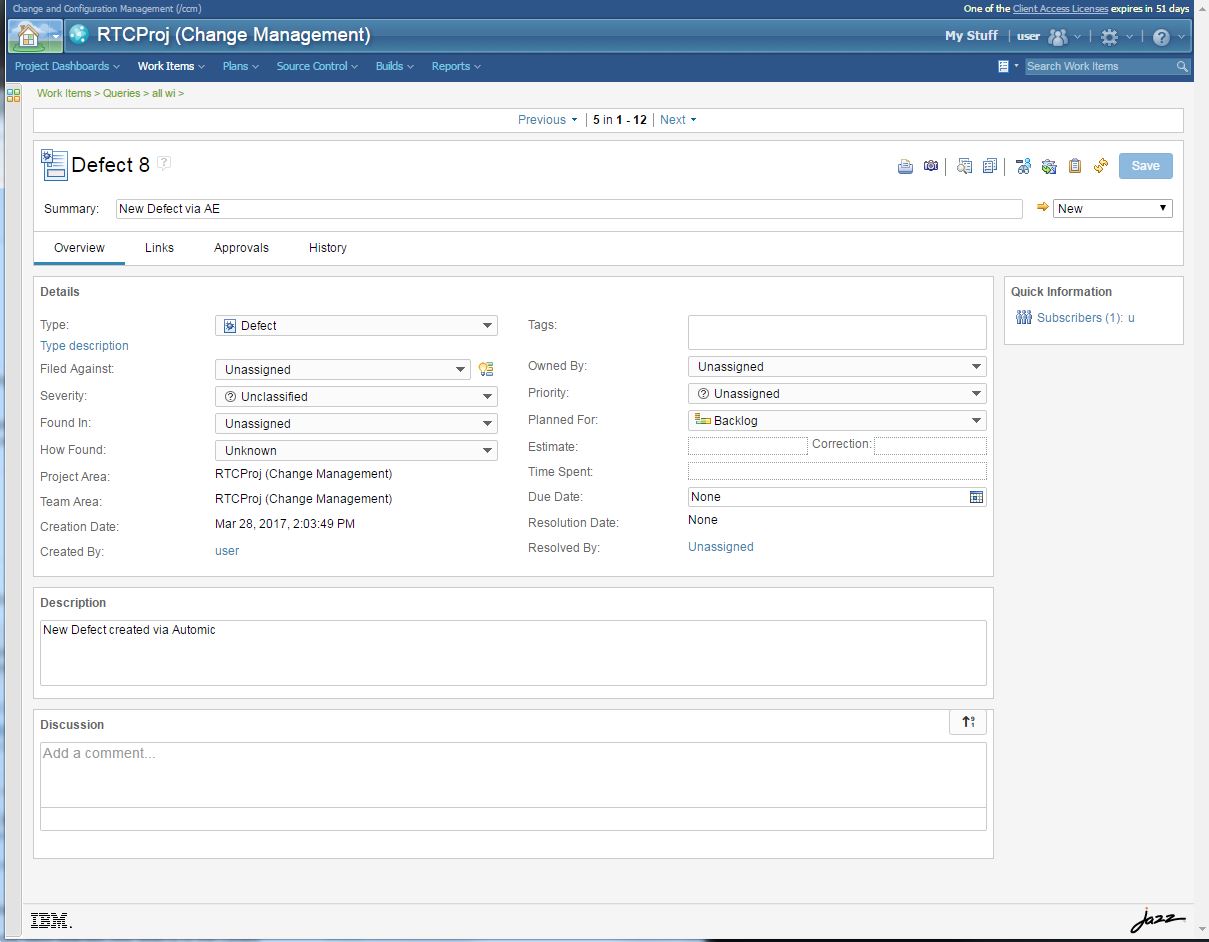 Change and Configuration Management (/ccm)
One of the Client Access Licenses expires in 51 days
RTCProj (Change Management)
My Stuff | user
Project Dashboards Work Items Plans Source Control Builds Reports
Search Work Items
Work Items > Queries > all wi >
Previous | 5 in 1 - 12 | Next
Defect 8 ?
Save
Summary: New Defect via AE
New
Overview Links Approvals History
Details
Type: Defect
Type description
Filed Against: Unassigned
Severity: Unclassified
Found In: Unassigned
How Found: Unknown
Project Area: RTCProj (Change Management)
Team Area: RTCProj (Change Management)
Creation Date: Mar 28, 2017, 2:03:49 PM
Created By: user
Tags:
Owned By: Unassigned
Priority: Unassigned
Planned For: Backlog
Estimate: Correction:
Time Spent:
Due Date: None
Resolution Date: None
Resolved By: Unassigned
Quick Information
Subscribers (1): u
Description
New Defect created via Automic
Discussion
Add a comment...
IBM.
jazz